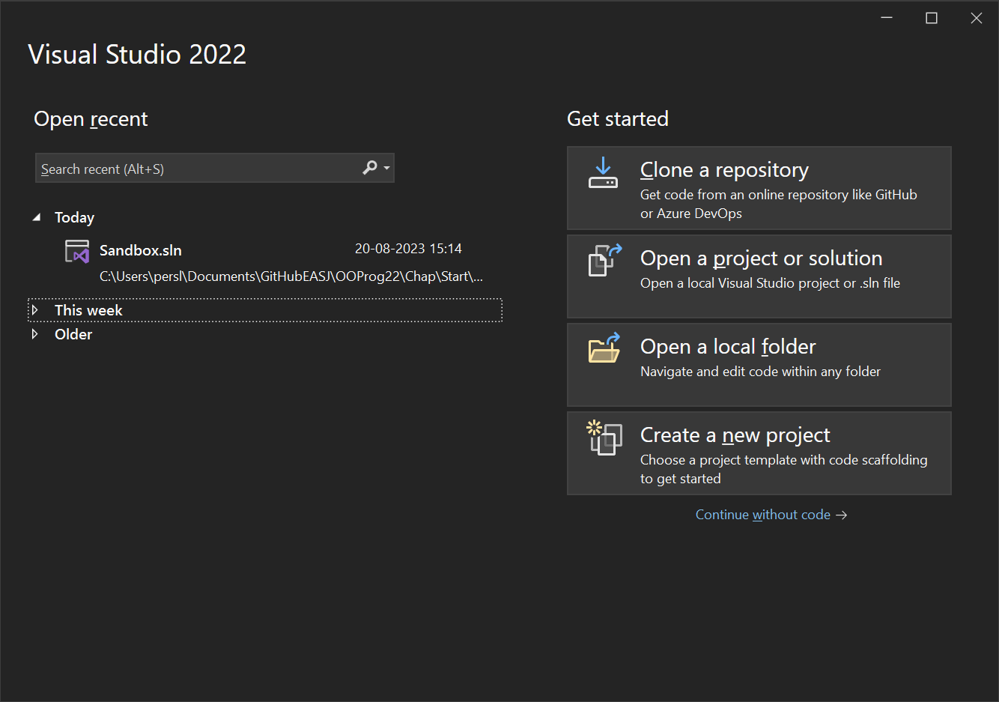 Visual Studio 2022
Open recent
Search recent (Alt+S)
Today
Sandbox.sln
20-08-2023 15:14
C:\Users\persl\Documents\GitHubEASJ\OOProg22\Chap\Start\...
This week
Older
Get started
Clone a repository
Get code from an online repository like GitHub
or Azure DevOps
Open a project or solution
Open a local Visual Studio project or .sln file
Open a local folder
Navigate and edit code within any folder
Create a new project
Choose a project template with code scaffolding
to get started
Continue without code →